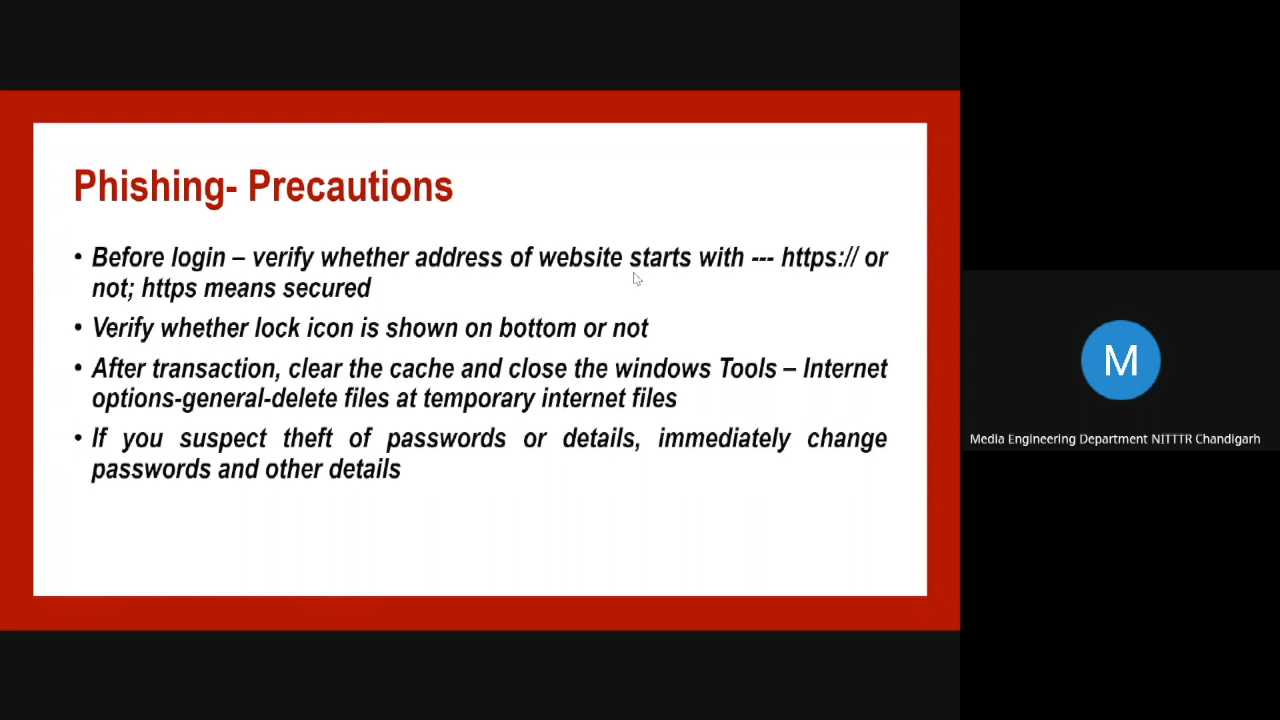 Phishing- Precautions
• Before login – verify whether address of website starts with --- https:// or
not; https means secured
• Verify whether lock icon is shown on bottom or not
• After transaction, clear the cache and close the windows Tools – Internet
options-general-delete files at temporary internet files
• If you suspect theft of passwords or details, immediately change
passwords and other details
M
Media Engineering Department NITTTR Chandigarh